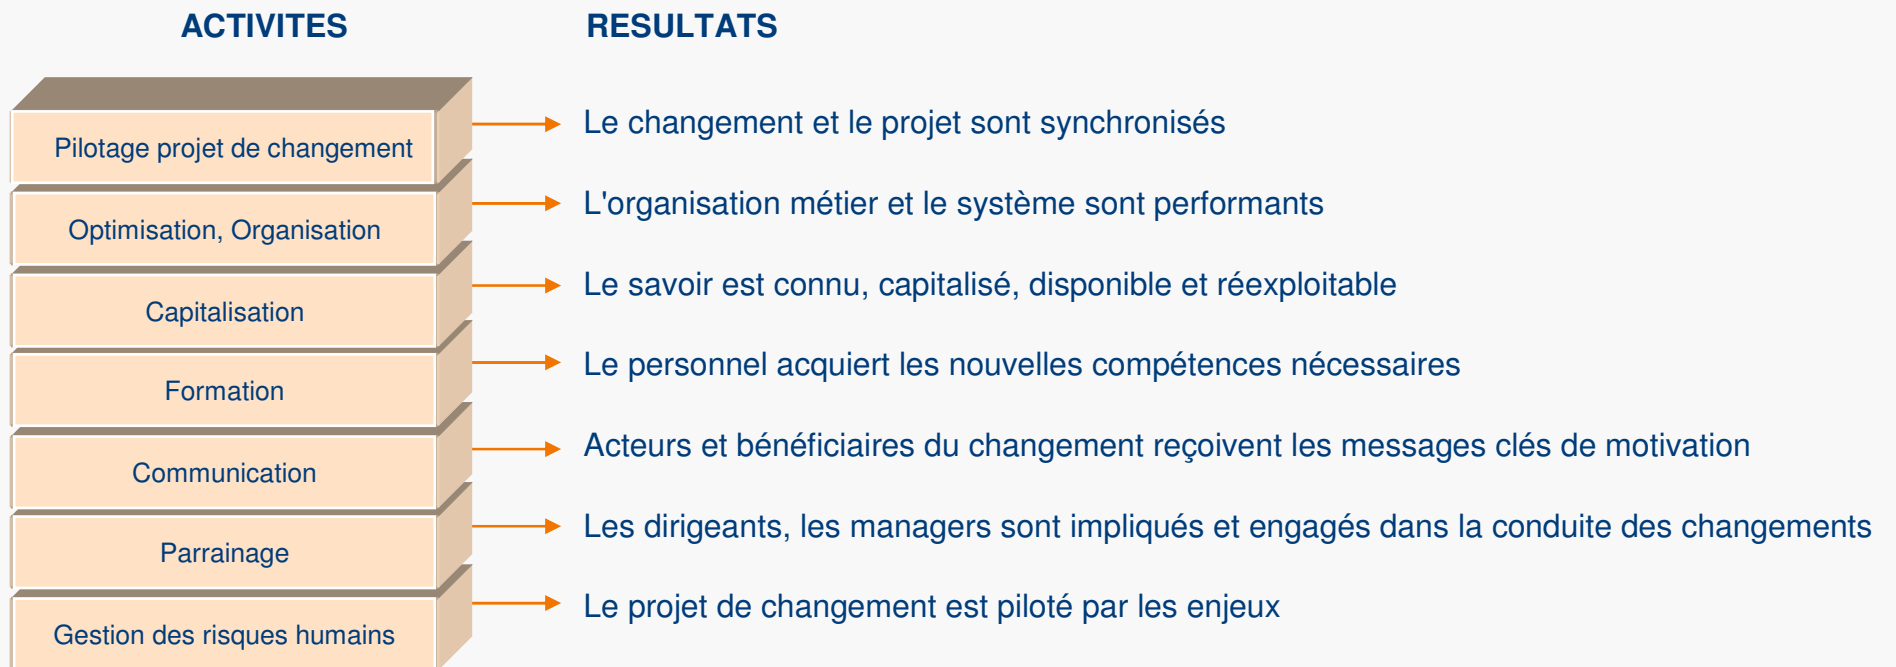 ACTIVITES RESULTATS
Pilotage projet de changement
Le changement et le projet sont synchronisés
Optimisation, Organisation
L'organisation métier et le système sont performants
Capitalisation
Le savoir est connu, capitalisé, disponible et réexploitable
Formation
Le personnel acquiert les nouvelles compétences nécessaires
Communication
Acteurs et bénéficiaires du changement reçoivent les messages clés de motivation
Parrainage
Les dirigeants, les managers sont impliqués et engagés dans la conduite des changements
Gestion des risques humains
Le projet de changement est piloté par les enjeux